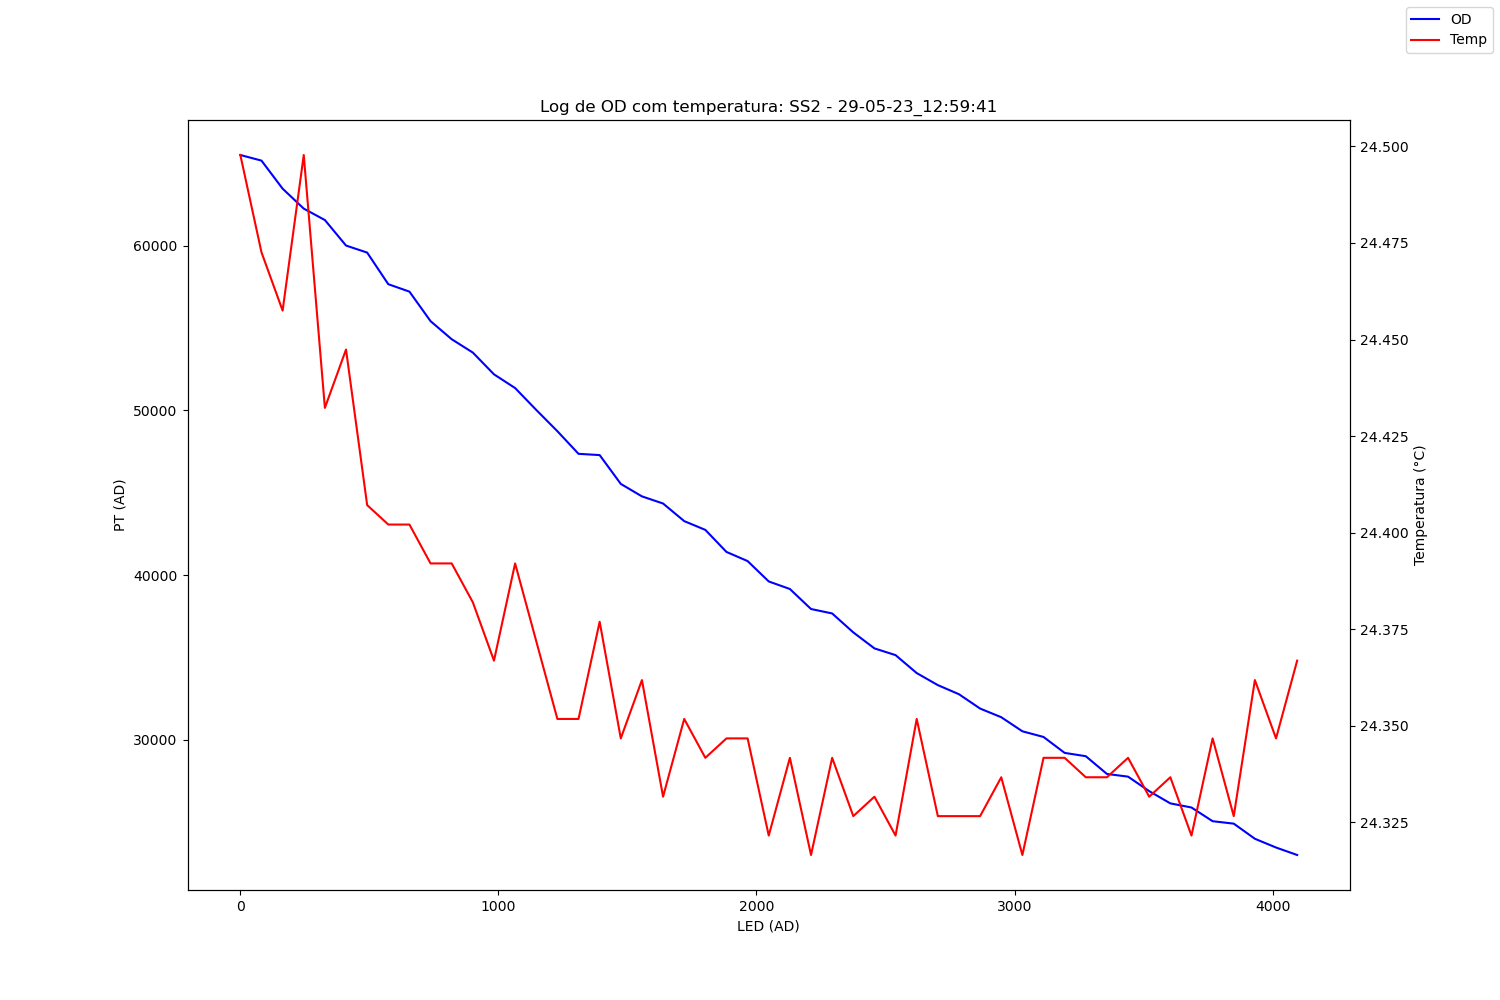 OD
Temp
Log de OD com temperatura: SS2 - 29-05-23_12:59:41
60000
50000
40000
30000
PT (AD)
24.500
24.475
24.450
24.425
24.400
24.375
24.350
24.325
Temperatura (°C)
0
1000
2000
3000
4000
LED (AD)